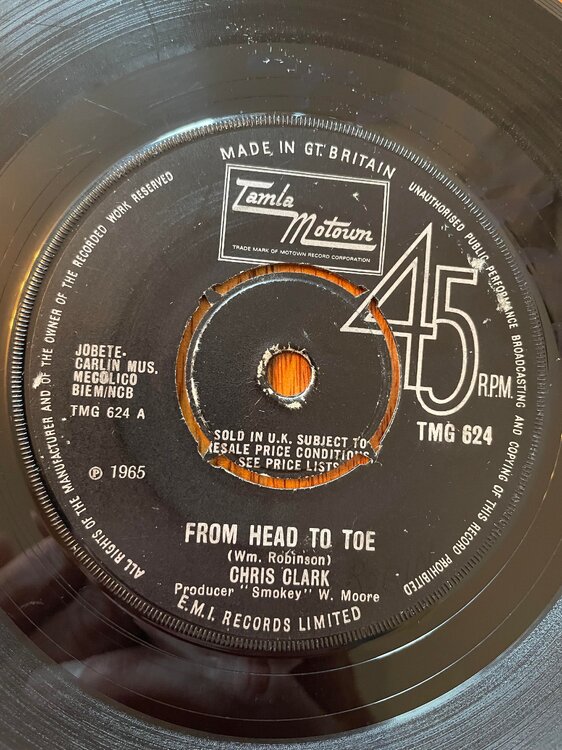 MADE IN GT. BRITAIN
Tamla
Motown
TRADE MARK OF MOTOWN RECORD CORPORATION
45
R.P.M.
TMG 624
JOBETE-
CARLIN MUS.
MECOLICO
BIEM/NCB
TMG 624 A
℗ 1965
SOLD IN U.K. SUBJECT TO
RESALE PRICE CONDITIONS
SEE PRICE LISTS
FROM HEAD TO TOE
(Wm. Robinson)
CHRIS CLARK
Producer "Smokey" W. Moore
E.M.I. RECORDS LIMITED
ALL RIGHTS OF THE MANUFACTURER AND OF THE OWNER OF THE RECORDED WORK RESERVED
UNAUTHORISED PUBLIC PERFORMANCE BROADCASTING AND COPYING OF THIS RECORD PROHIBITED